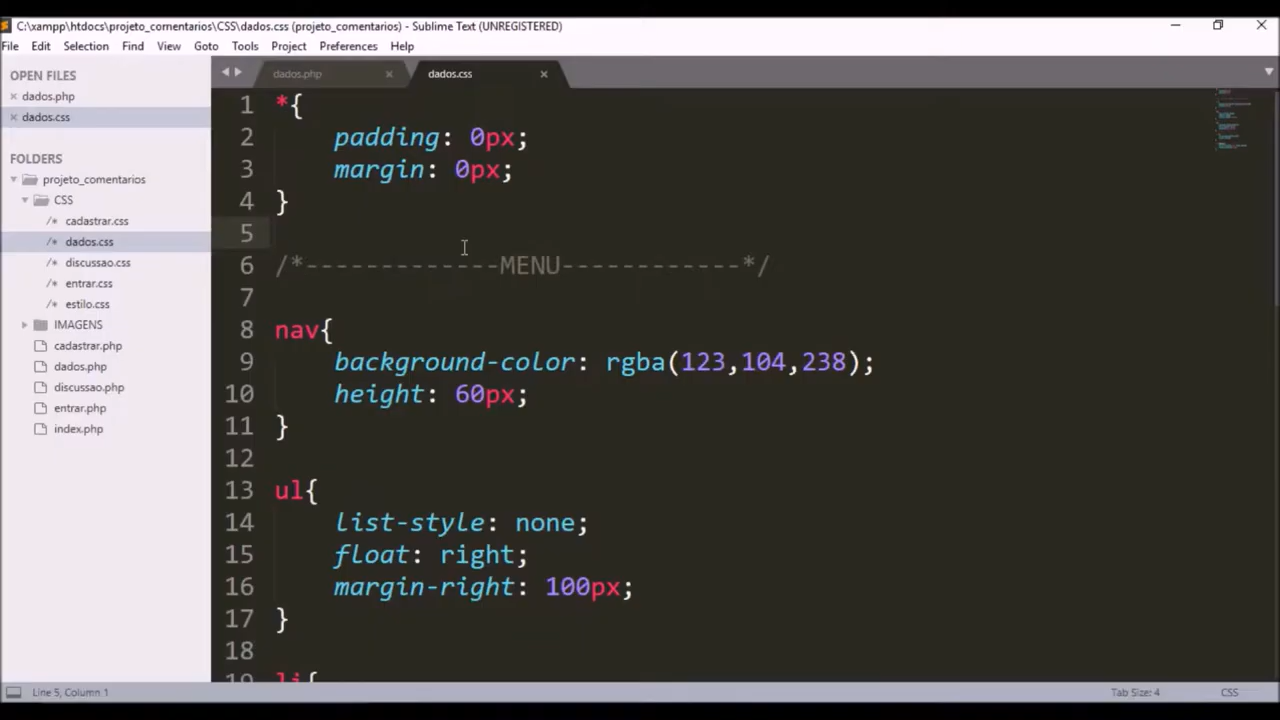 C:\xampp\htdocs\projeto_comentarios\CSS\dados.css (projeto_comentarios) - Sublime Text (UNREGISTERED)
File Edit Selection Find View Goto Tools Project Preferences Help
OPEN FILES
× dados.php
× dados.css
FOLDERS
projeto_comentarios
CSS
/* cadastrar.css
/* dados.css
/* discussao.css
/* entrar.css
/* estilo.css
IMAGENS
cadastrar.php
dados.php
discussao.php
entrar.php
index.php
dados.php × dados.css ×
1 *{
2 padding: 0px;
3 margin: 0px;
4 }
5
6 /*-------------MENU------------*/
7
8 nav{
9 background-color: rgba(123,104,238);
10 height: 60px;
11 }
12
13 ul{
14 list-style: none;
15 float: right;
16 margin-right: 100px;
17 }
18
19 li{
Line 5, Column 1 Tab Size: 4 CSS